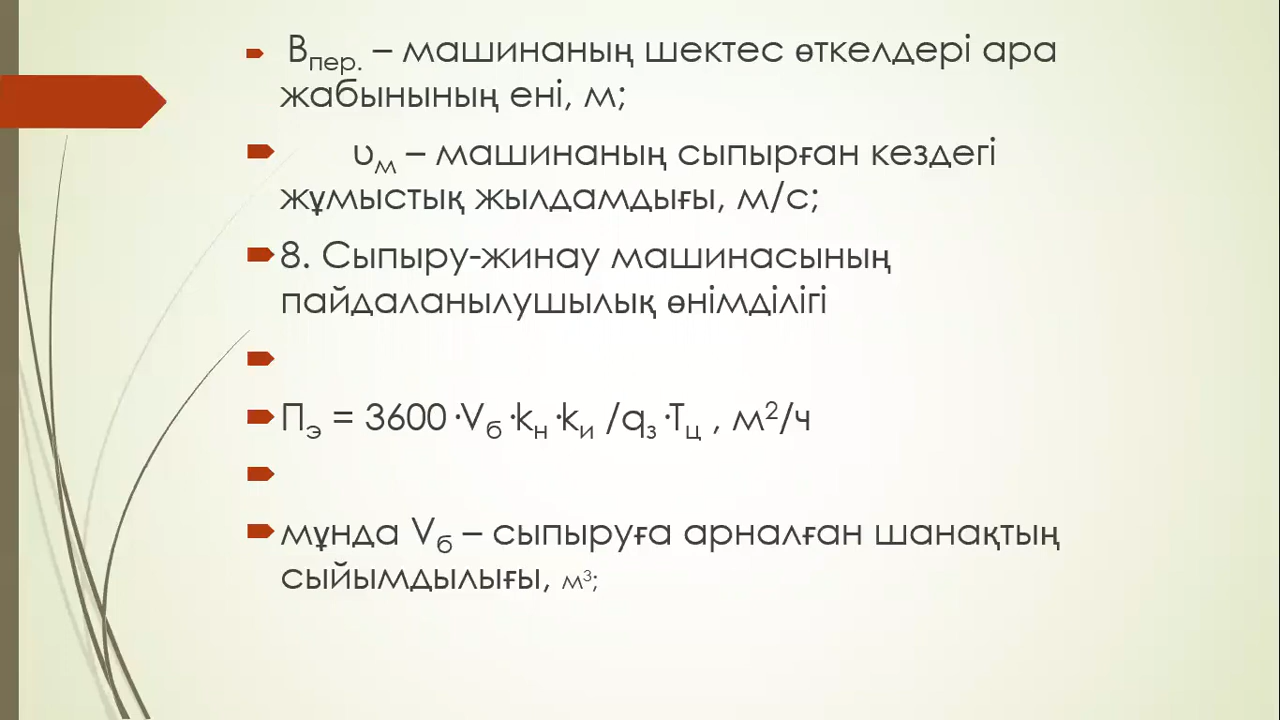 Впер. – машинаның шектес өткелдері ара
жабынының ені, м;
υм – машинаның сыпырған кездегі
жұмыстық жылдамдығы, м/с;
8. Сыпыру-жинау машинасының
пайдаланылушылық өнімділігі
Пэ = 3600·Vб·kн·kи /qз·Тц , м²/ч
мұнда Vб – сыпыруға арналған шанақтың
сыйымдылығы, м³;